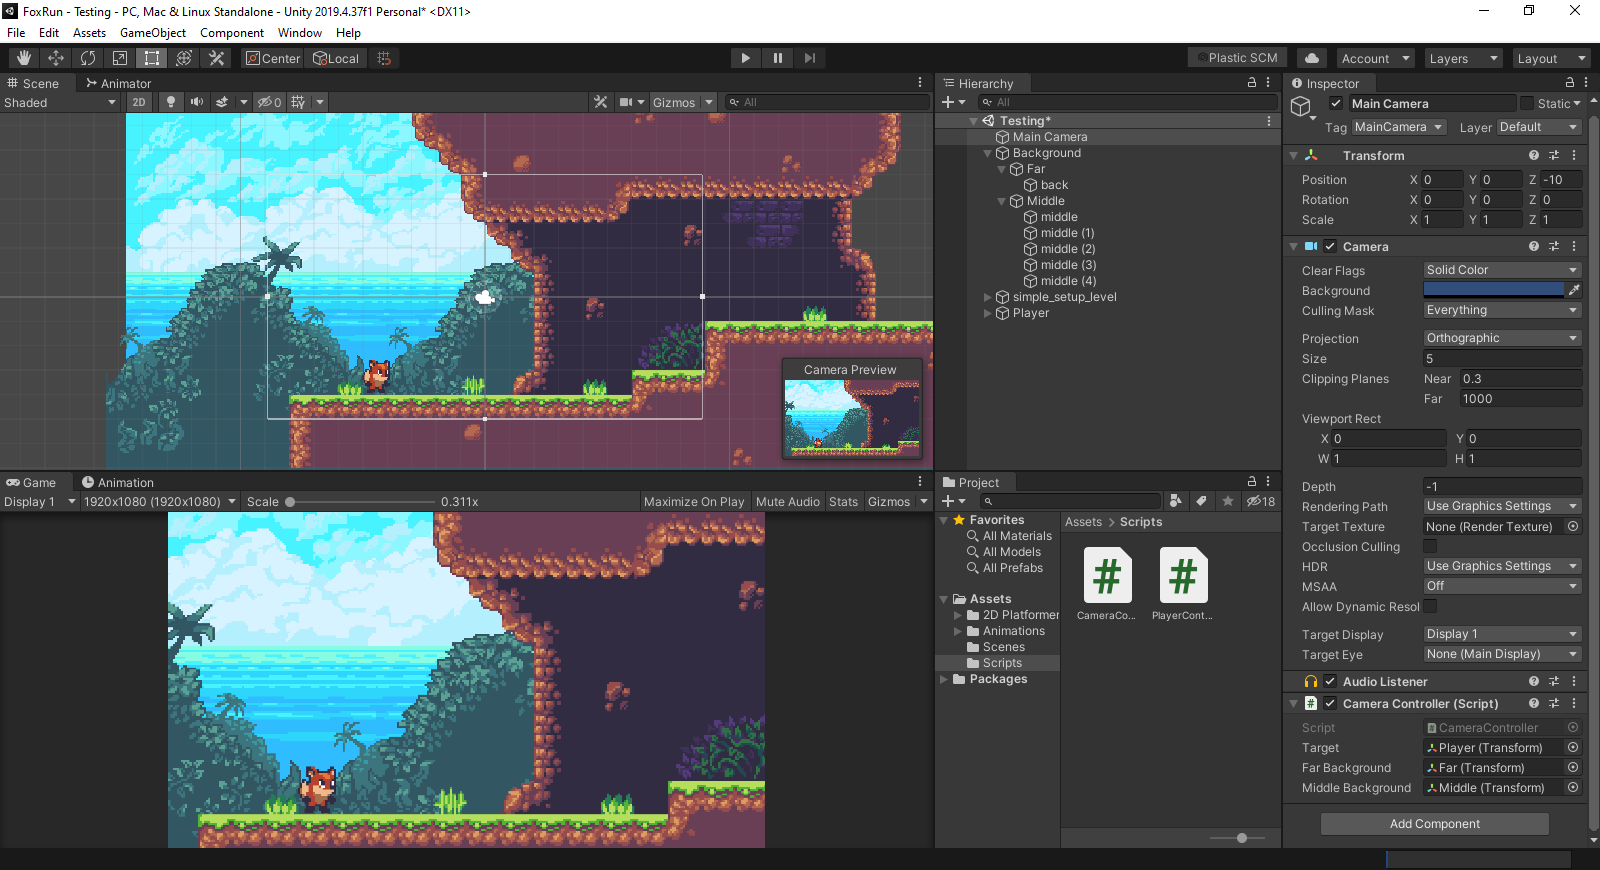 FoxRun - Testing - PC, Mac & Linux Standalone - Unity 2019.4.37f1 Personal* <DX11>
File Edit Assets GameObject Component Window Help
Center Local Plastic SCM Account Layers Layout
Scene Animator
Shaded 2D 0 Gizmos All
Camera Preview
Game Animation
Display 1 1920x1080 (1920x1080) Scale 0.311x Maximize On Play Mute Audio Stats Gizmos
Hierarchy
All
Testing*
Main Camera
Background
Far
back
Middle
middle
middle (1)
middle (2)
middle (3)
middle (4)
simple_setup_level
Player
Project
18
Favorites
All Materials
All Models
All Prefabs
Assets
2D Platformer
Animations
Scenes
Scripts
Packages
Assets > Scripts
# #
CameraCo... PlayerCont...
Inspector
Main Camera Static
Tag MainCamera Layer Default
Transform
Position X 0 Y 0 Z -10
Rotation X 0 Y 0 Z 0
Scale X 1 Y 1 Z 1
Camera
Clear Flags Solid Color
Background
Culling Mask Everything
Projection Orthographic
Size 5
Clipping Planes Near 0.3
Far 1000
Viewport Rect
X 0 Y 0
W 1 H 1
Depth -1
Rendering Path Use Graphics Settings
Target Texture None (Render Texture)
Occlusion Culling
HDR Use Graphics Settings
MSAA Off
Allow Dynamic Resol
Target Display Display 1
Target Eye None (Main Display)
Audio Listener
# Camera Controller (Script)
Script CameraController
Target Player (Transform)
Far Background Far (Transform)
Middle Background Middle (Transform)
Add Component